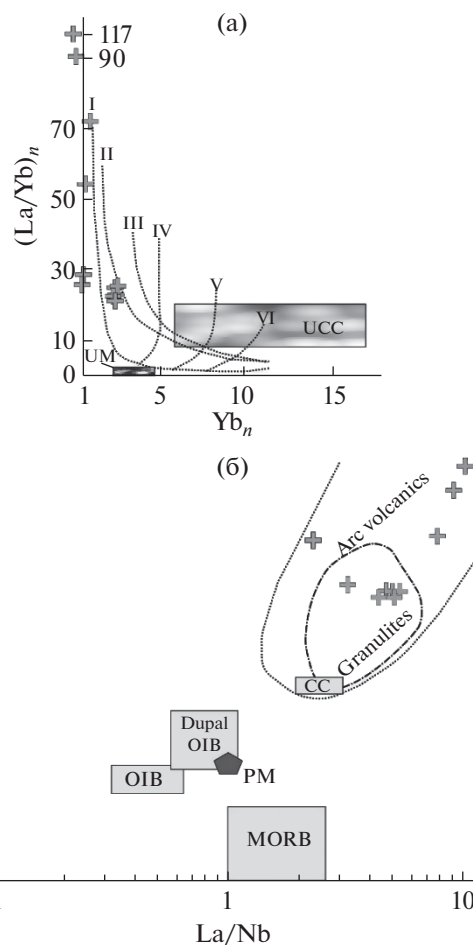 (а)
117
90
I
70
II
(La/Yb)n
50
III
IV
30
V
VI
UCC
10
UM
0
1
5
10
15
Ybn
(б)
Arc volcanics
Granulites
CC
Dupal
OIB
OIB
PM
MORB
1
10
La/Nb